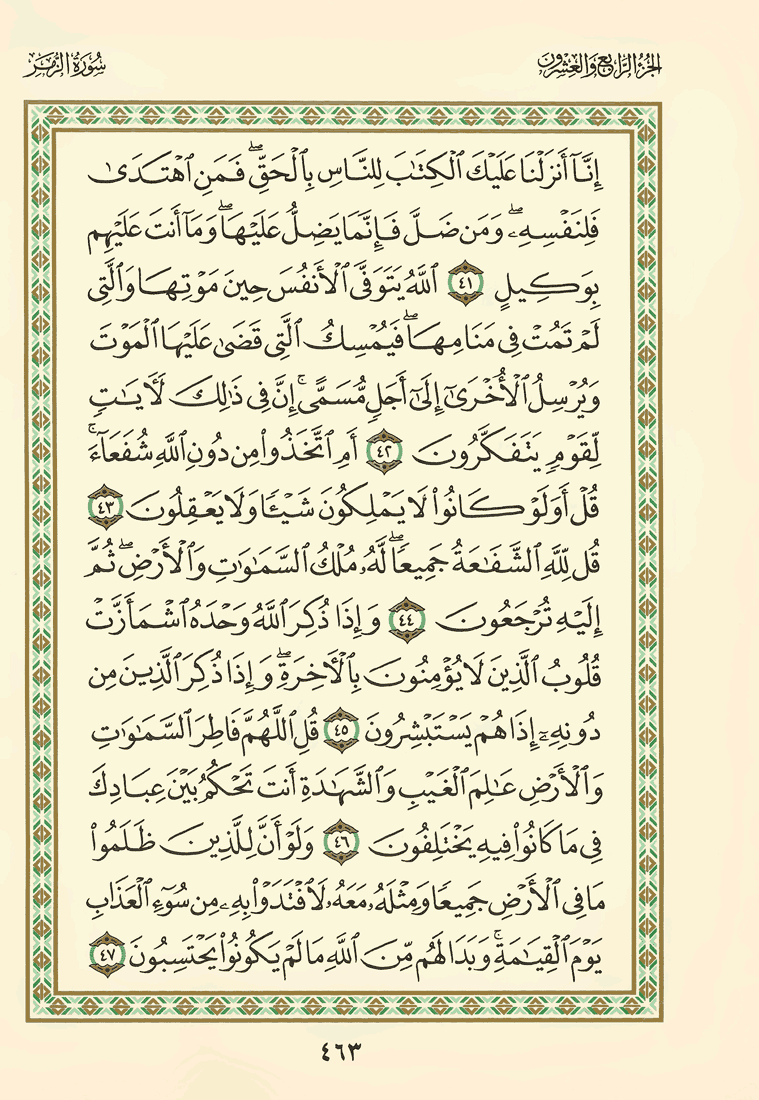 الجزء الرابع والعشرون
سورة الزمر
إِنَّآ أَنزَلْنَا عَلَيْكَ ٱلْكِتَـٰبَ لِلنَّاسِ بِٱلْحَقِّ ۖ فَمَنِ ٱهْتَدَىٰ
فَلِنَفْسِهِۦ ۖ وَمَن ضَلَّ فَإِنَّمَا يَضِلُّ عَلَيْهَا ۖ وَمَآ أَنتَ عَلَيْهِم
بِوَكِيلٍ ٤١ ٱللَّهُ يَتَوَفَّى ٱلْأَنفُسَ حِينَ مَوْتِهَا وَٱلَّتِى
لَمْ تَمُتْ فِى مَنَامِهَا ۖ فَيُمْسِكُ ٱلَّتِى قَضَىٰ عَلَيْهَا ٱلْمَوْتَ
وَيُرْسِلُ ٱلْأُخْرَىٰٓ إِلَىٰٓ أَجَلٍ مُّسَمًّى ۚ إِنَّ فِى ذَٰلِكَ لَـَٔايَـٰتٍ
لِّقَوْمٍ يَتَفَكَّرُونَ ٤٢ أَمِ ٱتَّخَذُوا۟ مِن دُونِ ٱللَّهِ شُفَعَآءَ ۚ
قُلْ أَوَلَوْ كَانُوا۟ لَا يَمْلِكُونَ شَيْـًٔا وَلَا يَعْقِلُونَ ٤٣
قُل لِّلَّهِ ٱلشَّفَـٰعَةُ جَمِيعًا ۖ لَّهُۥ مُلْكُ ٱلسَّمَـٰوَٰتِ وَٱلْأَرْضِ ۖ ثُمَّ
إِلَيْهِ تُرْجَعُونَ ٤٤ وَإِذَا ذُكِرَ ٱللَّهُ وَحْدَهُ ٱشْمَأَزَّتْ
قُلُوبُ ٱلَّذِينَ لَا يُؤْمِنُونَ بِٱلْـَٔاخِرَةِ ۖ وَإِذَا ذُكِرَ ٱلَّذِينَ مِن
دُونِهِۦٓ إِذَا هُمْ يَسْتَبْشِرُونَ ٤٥ قُلِ ٱللَّهُمَّ فَاطِرَ ٱلسَّمَـٰوَٰتِ
وَٱلْأَرْضِ عَـٰلِمَ ٱلْغَيْبِ وَٱلشَّهَـٰدَةِ أَنتَ تَحْكُمُ بَيْنَ عِبَادِكَ
فِى مَا كَانُوا۟ فِيهِ يَخْتَلِفُونَ ٤٦ وَلَوْ أَنَّ لِلَّذِينَ ظَلَمُوا۟
مَا فِى ٱلْأَرْضِ جَمِيعًا وَمِثْلَهُۥ مَعَهُۥ لَٱفْتَدَوْا۟ بِهِۦ مِن سُوٓءِ ٱلْعَذَابِ
يَوْمَ ٱلْقِيَـٰمَةِ ۚ وَبَدَا لَهُم مِّنَ ٱللَّهِ مَا لَمْ يَكُونُوا۟ يَحْتَسِبُونَ ٤٧
٤٦٣